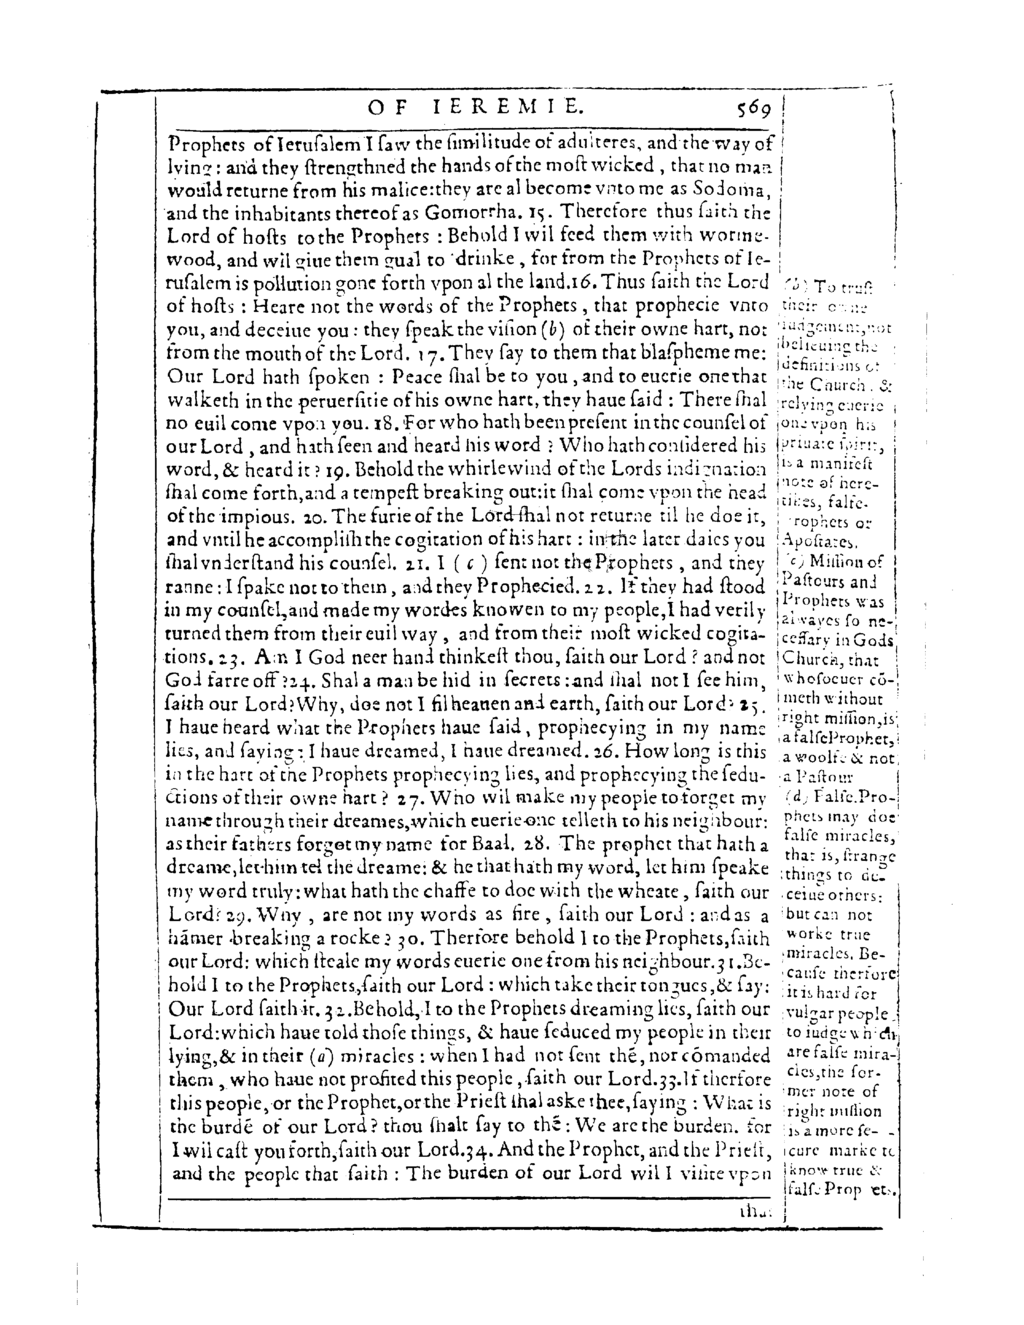 OF IEREMIE. 569
Prophets of Ierusalem I saw the similitude of adulteres, and the way of
lying: and they strengthned the hands of the most wicked, that no man
would returne from his malice: they are al become vnto me as Sodoma,
and the inhabitants thereof as Gomorrha. 15. Therefore thus saith the
Lord of hosts to the Prophets: Behold I wil feed them with worme-
wood, and wil giue them gual to drinke, for from the Prophets of Ie-
rusalem is pollution gone forth vpon al the land. 16. Thus saith the Lord
of hosts: Heare not the words of the Prophets, that prophecie vnto
you, and deceiue you: they speak the vision (b) of their owne hart, not
from the mouth of the Lord. 17. They say to them that blaspheme me:
Our Lord hath spoken: Peace shal be to you, and to euerie one that
walketh in the peruersitie of his owne hart, they haue said: There shal
no euil come vpon you. 18. For who hath been present in the counsel of
our Lord, and hath seen and heard his word? Who hath considered his
word, & heard it? 19. Behold the whirlewind of the Lords indignation
shal come forth, and a tempest breaking out: it shal come vpon the head
of the impious. 20. The furie of the Lord shal not returne til he doe it,
and vntil he accomplish the cogitation of his hart: in the later daies you
shal vnderstand his counsel. 21. I (c) sent not the Prophets, and they
ranne: I spake not to them, and they Prophecied. 22. If they had stood
in my counsel, and made my wordes knowen to my people, I had verily
turned them from their euil way, and from their most wicked cogita-
tions. 23. Am I God neer hand thinkest thou, saith our Lord? and not
God farre off? 24. Shal a man be hid in secrets: and shal not I see him,
saith our Lord? Why, doe not I fil heauen and earth, saith our Lord? 25.
I haue heard what the Prophets haue said, prophecying in my name
lies, and saying: I haue dreamed, I haue dreamed. 26. How long is this
in the hart of the Prophets prophecying lies, and prophecying the sedu-
ctions of their owne hart? 27. Who wil make my people to forget my
name through their dreames, which euerie one telleth to his neighbour:
as their fathers forgot my name for Baal. 28. The prophet that hath a
dreame, let him tel the dreame: & he that hath my word, let him speake
my word truly: what hath the chaffe to doe with the wheate, saith our
Lord? 29. Why, are not my words as fire, saith our Lord: and as a
hãmer breaking a rocke? 30. Therfore behold I to the Prophets, saith
our Lord: which steale my words euerie one from his neighbour. 31. Be-
hold I to the Prophets, saith our Lord: which take their tongues, & say:
Our Lord saith it. 32. Behold, I to the Prophets dreaming lies, saith our
Lord: which haue told those things, & haue seduced my people in their
lying, & in their (d) miracles: when I had not sent thẽ, nor cõmanded
them, who haue not profited this people, saith our Lord. 33. If therfore
this people, or the Prophet, or the Priest shal aske thee, saying: What is
the burdẽ of our Lord? thou shalt say to thẽ: We are the burden. for
I wil cast you forth, saith our Lord. 34. And the Prophet, and the Priest,
and the people that saith: The burden of our Lord wil I visite vpon
that
(b) To trust
their owne
iudgement, not
beleeuing the
definitions of
the Church, &
relying euerie
one vpon his
priuate spirit,
is a manifest
note of here-
tikes, false-
prophets or
Apostates.
(c) Mission of
Pastours and
Prophets was
alwayes so ne-
cessary in Gods
Church, that
whosoeuer cõ-
meth without
right mission, is
a false Prophet,
a woolfe & not
a Pastour
(d) False Pro-
phets may doe
false miracles,
that is, strange
things to de-
ceiue others:
but can not
worke true
miracles. Be-
cause therfore
it is hard for
vulgar people
to iudge which
are false mira-
cles, the for-
mer note of
right mission
is a more se-
cure marke to
know true &
false Prophets.